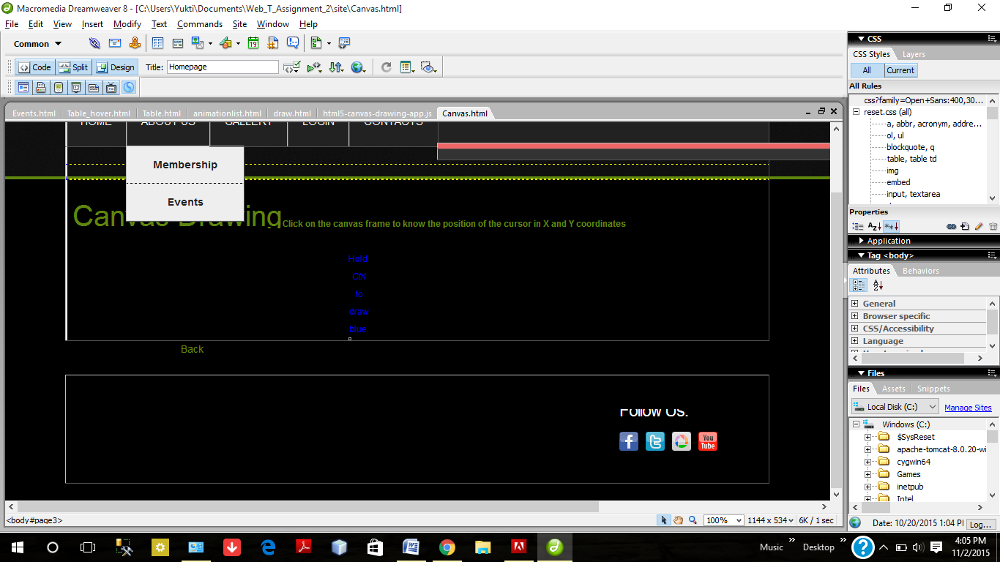 Macromedia Dreamweaver 8 - [C:\Users\Yukti\Documents\Web_T_Assignment_2\site\Canvas.html]
File Edit View Insert Modify Text Commands Site Window Help
Common
Code Split Design Title: Homepage
Events.html Table_hover.html Table.html animationlist.html draw.html html5-canvas-drawing-app.js Canvas.html
HOME ABOUT US GALLERY LOGIN CONTACTS
Membership
Events
Canvas Drawing Click on the canvas frame to know the position of the cursor in X and Y coordinates
Hold
Ctrl
to
draw
blue
Back
Follow US:
You
Tube
<body#page3>
100% 1144 x 534 6K / 1 sec
CSS
CSS Styles Layers
All Current
All Rules
css?family=Open+Sans:400,30...
reset.css (all)
a, abbr, acronym, addre...
ol, ul
blockquote, q
table, table td
img
embed
input, textarea
Properties
Application
Tag <body>
Attributes Behaviors
General
Browser specific
CSS/Accessibility
Language
Files
Files Assets Snippets
Local Disk (C:) Manage Sites
Windows (C:)
$SysReset
apache-tomcat-8.0.20-wi
cygwin64
Games
inetpub
Intel
Date: 10/20/2015 1:04 PM Log...
Music Desktop
4:05 PM
11/2/2015